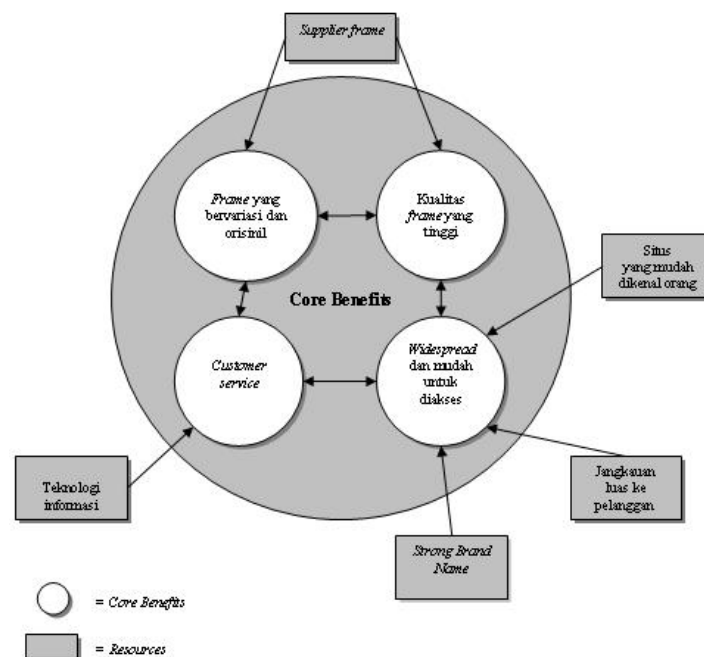 Supplier frame
Frame yang
bervariasi dan
orisinil
Kualitas
frame yang
tinggi
Situs
yang mudah
dikenal orang
Core Benefits
Customer
service
Widespread
dan mudah
untuk
diakses
Teknologi
informasi
Jangkauan
luas ke
pelanggan
Strong Brand
Name
= Core Benefits
= Resources